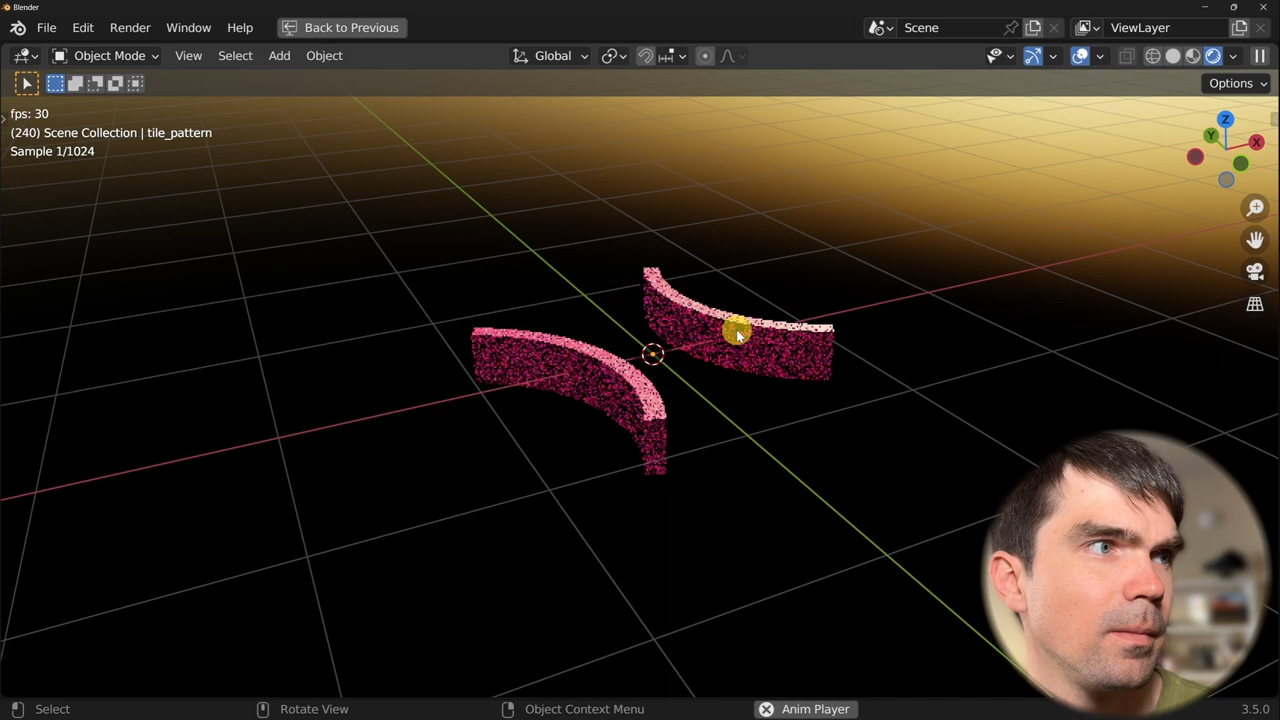 Blender
File Edit Render Window Help Back to Previous Scene ViewLayer
Object Mode View Select Add Object Global
Options
fps: 30
(240) Scene Collection | tile_pattern
Sample 1/1024
Z
Y
X
Select Rotate View Object Context Menu Anim Player 3.5.0